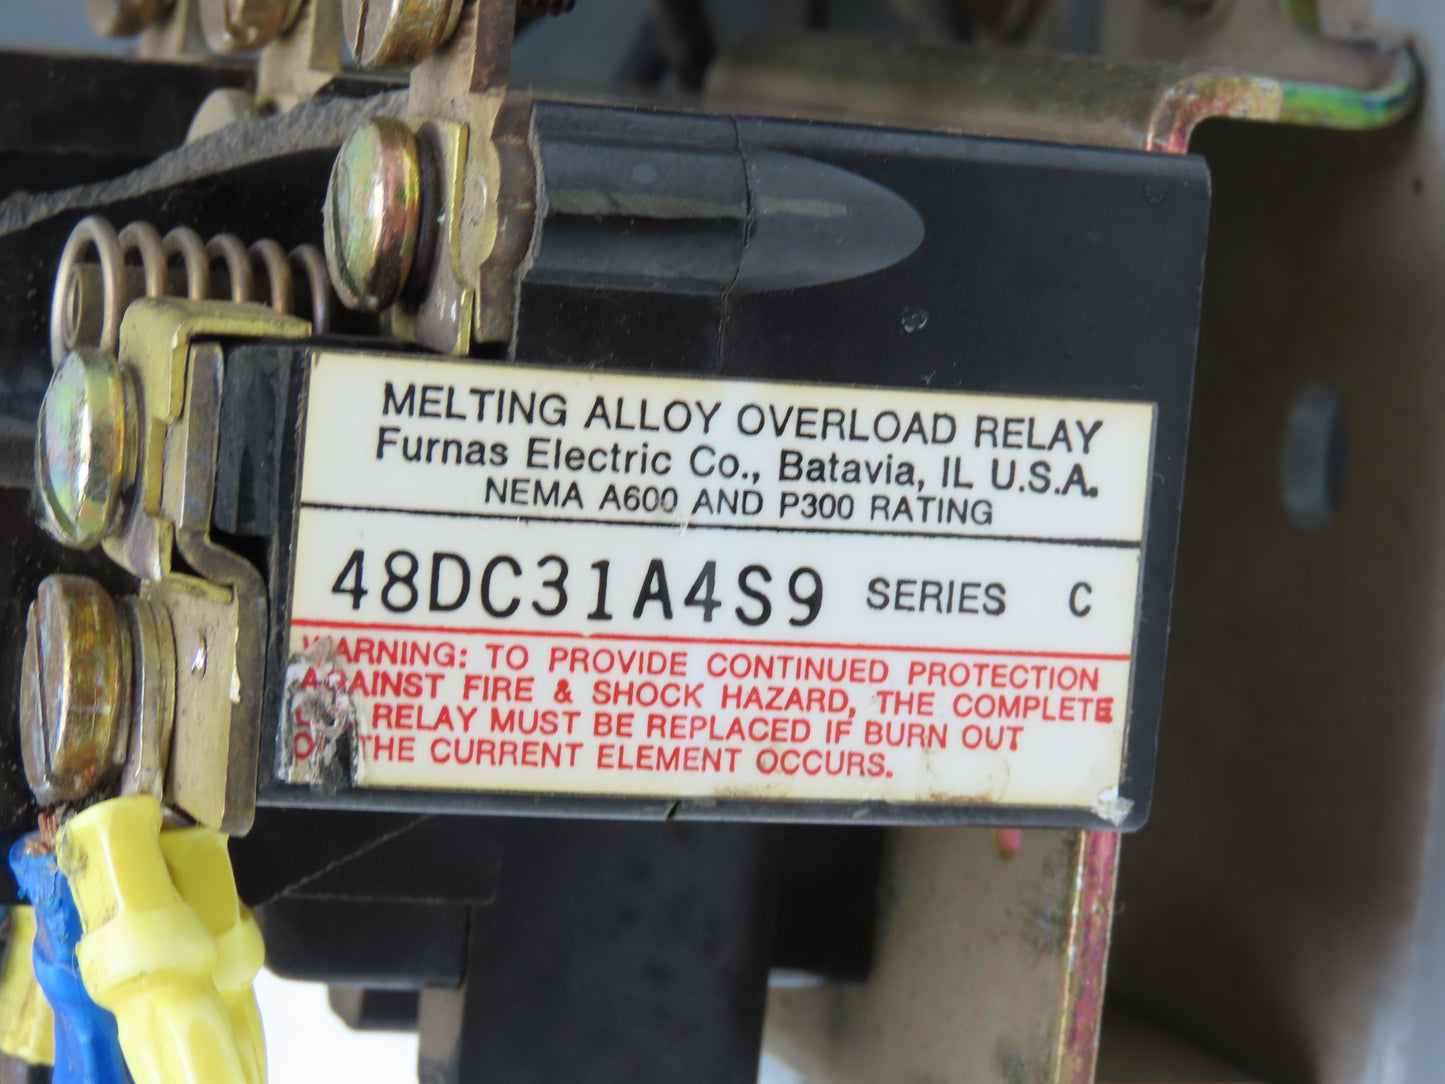 MELTING ALLOY OVERLOAD RELAY
Furnas Electric Co., Batavia, IL U.S.A.
NEMA A600 AND P300 RATING
48DC31A4S9 SERIES C
WARNING: TO PROVIDE CONTINUED PROTECTION
AGAINST FIRE & SHOCK HAZARD, THE COMPLETE
RELAY MUST BE REPLACED IF BURN OUT
THE CURRENT ELEMENT OCCURS.